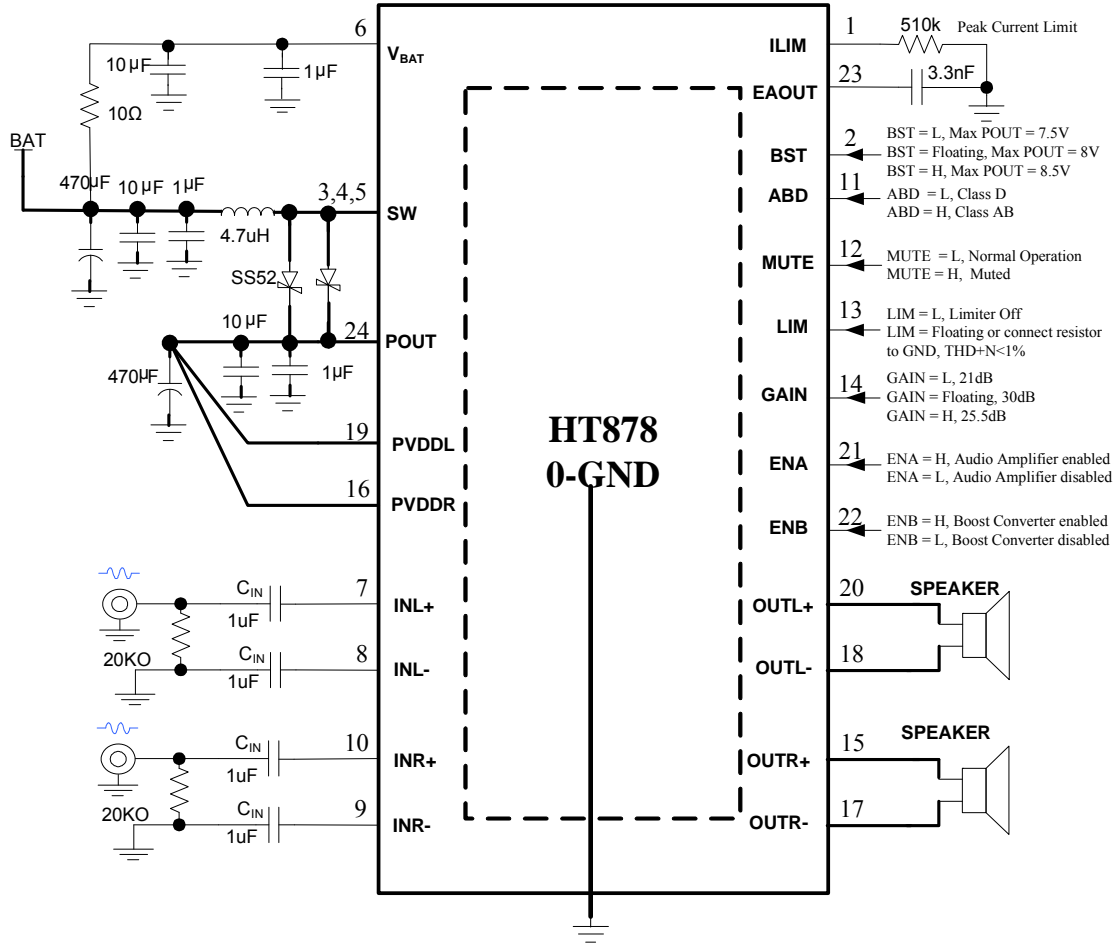 6
VBAT
10µF
1µF
10Ω
BAT
470µF
10µF
1µF
4.7uH
3,4,5
SW
SS52
10µF
24
POUT
470µF
1µF
19
PVDDL
16
PVDDR
CIN
1uF
7
INL+
20KO
CIN
1uF
8
INL-
CIN
1uF
10
INR+
20KO
CIN
1uF
9
INR-
HT878
0-GND
ILIM
1
510k
Peak Current Limit
EAOUT
23
3.3nF
BST
2
BST = L, Max POUT = 7.5V
BST = Floating, Max POUT = 8V
BST = H, Max POUT = 8.5V
ABD
11
ABD = L, Class D
ABD = H, Class AB
MUTE
12
MUTE = L, Normal Operation
MUTE = H, Muted
LIM
13
LIM = L, Limiter Off
LIM = Floating or connect resistor
to GND, THD+N<1%
GAIN
14
GAIN = L, 21dB
GAIN = Floating, 30dB
GAIN = H, 25.5dB
ENA
21
ENA = H, Audio Amplifier enabled
ENA = L, Audio Amplifier disabled
ENB
22
ENB = H, Boost Converter enabled
ENB = L, Boost Converter disabled
OUTL+
20
SPEAKER
OUTL-
18
OUTR+
15
SPEAKER
OUTR-
17